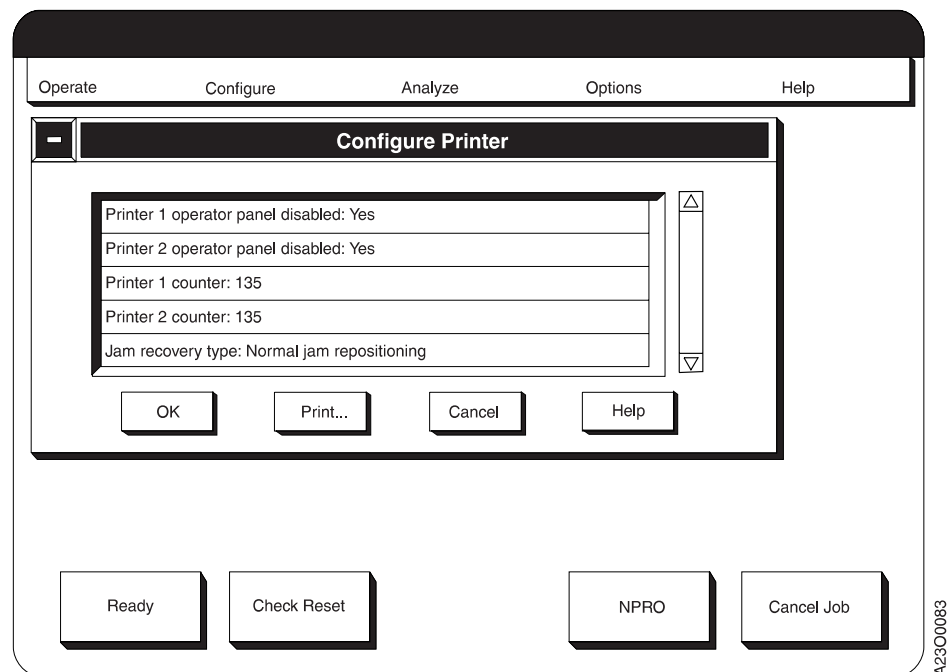 Operate Configure Analyze Options Help
Configure Printer
Printer 1 operator panel disabled: Yes
Printer 2 operator panel disabled: Yes
Printer 1 counter: 135
Printer 2 counter: 135
Jam recovery type: Normal jam repositioning
OK Print... Cancel Help
Ready Check Reset NPRO Cancel Job
A23O0083